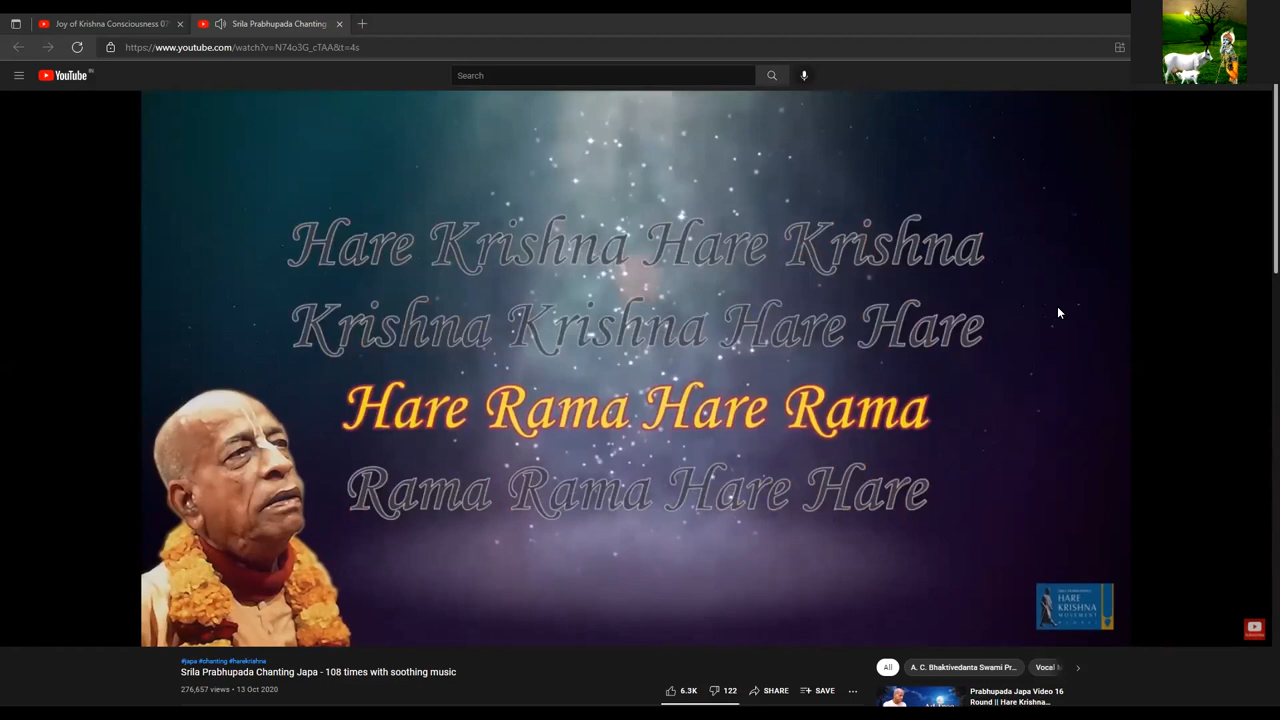 Joy of Krishna Consciousness 07
Srila Prabhupada Chanting
https://www.youtube.com/watch?v=N74o3G_cTAA&t=4s
YouTube IN
Search
Hare Krishna Hare Krishna
Krishna Krishna Hare Hare
Hare Rama Hare Rama
Rama Rama Hare Hare
HARE
KRISHNA
MOVEMENT
#japa #chanting #harekrishna
Srila Prabhupada Chanting Japa - 108 times with soothing music
276,657 views • 13 Oct 2020
6.3K
122
SHARE
SAVE
All
A. C. Bhaktivedanta Swami Pr...
Vocal
Prabhupada Japa Video 16
Round || Hare Krishna...